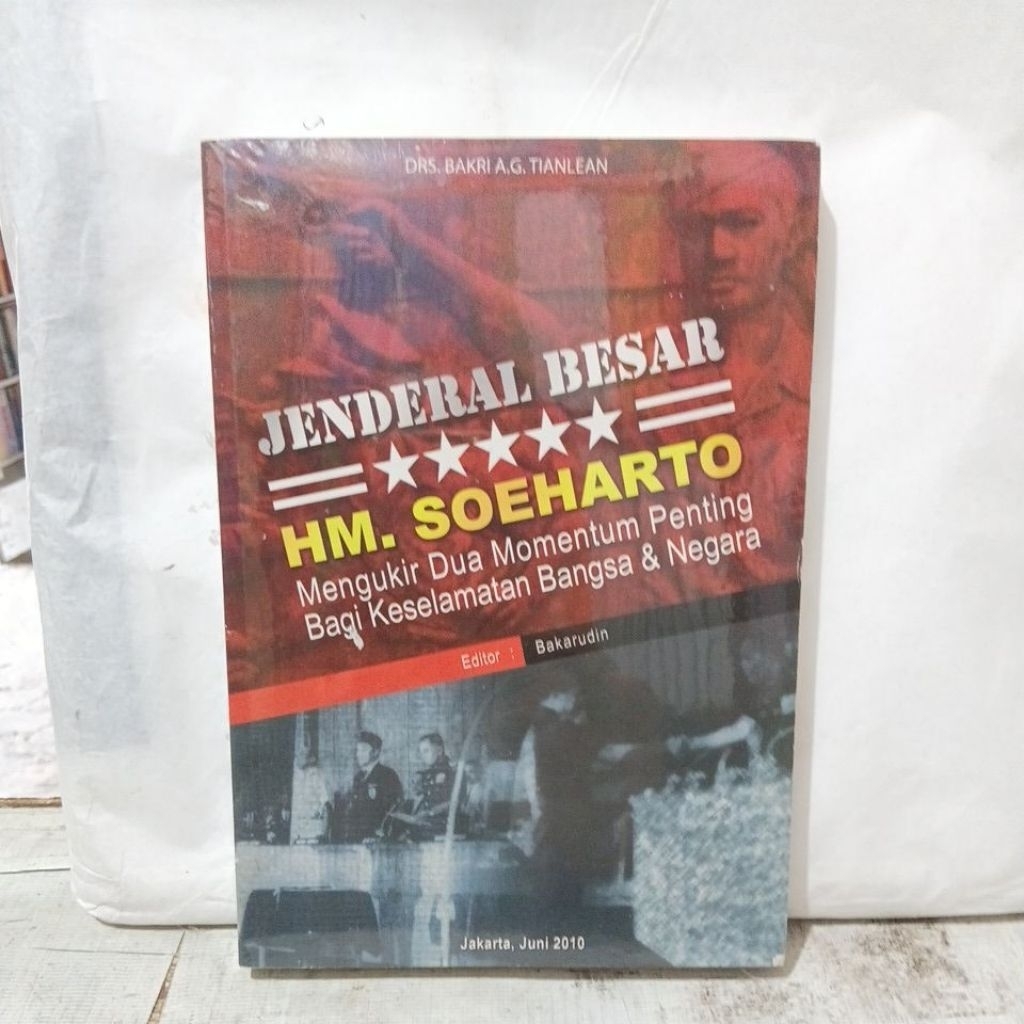 DRS. BAKRI A.G. TIANLEAN
JENDERAL BESAR
HM. SOEHARTO
Mengukir Dua Momentum Penting
Bagi Keselamatan Bangsa & Negara
Editor : Bakarudin
Jakarta, Juni 2010